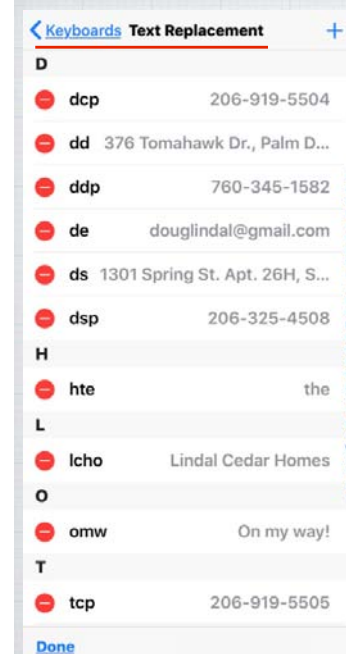 Keyboards Text Replacement +
D
dcp 206-919-5504
dd 376 Tomahawk Dr., Palm D...
ddp 760-345-1582
de douglindal@gmail.com
ds 1301 Spring St. Apt. 26H, S...
dsp 206-325-4508
H
hte the
L
lcho Lindal Cedar Homes
O
omw On my way!
T
tcp 206-919-5505
Done